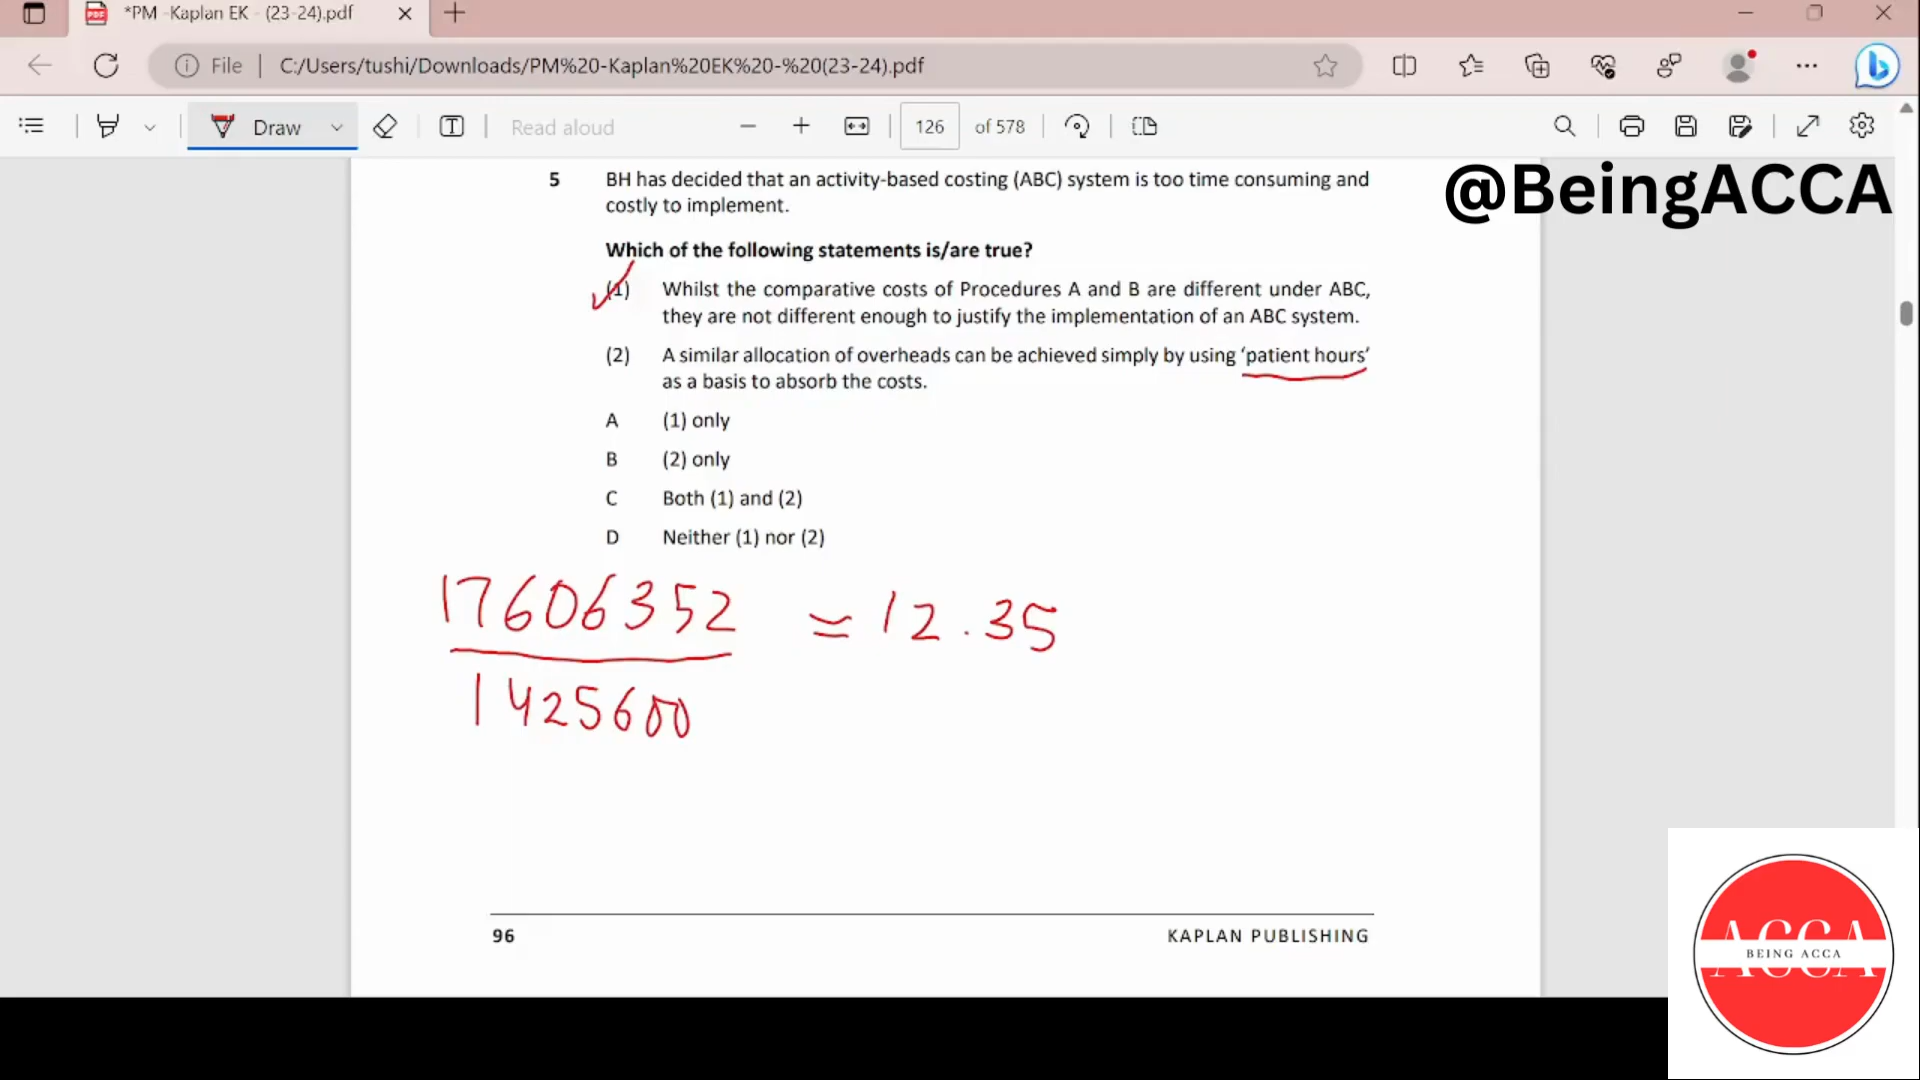 *PM -Kaplan EK - (23-24).pdf
File | C:/Users/tushi/Downloads/PM%20-Kaplan%20EK%20-%20(23-24).pdf
Draw
Read aloud
126 of 578
@BeingACCA
5 BH has decided that an activity-based costing (ABC) system is too time consuming and
costly to implement.
Which of the following statements is/are true?
(1) Whilst the comparative costs of Procedures A and B are different under ABC,
they are not different enough to justify the implementation of an ABC system.
(2) A similar allocation of overheads can be achieved simply by using ‘patient hours’
as a basis to absorb the costs.
A (1) only
B (2) only
C Both (1) and (2)
D Neither (1) nor (2)
17606352 = 12.35
1425600
96 KAPLAN PUBLISHING
ACCA
BEING ACCA